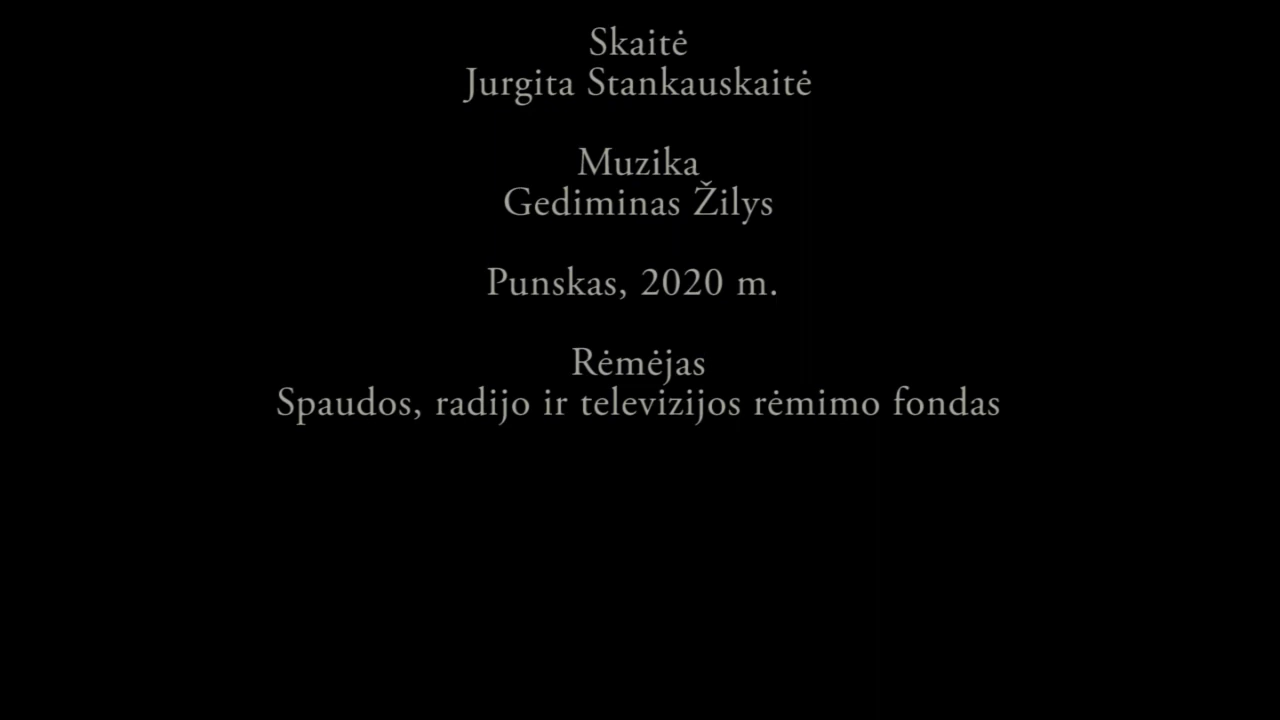 Skaitė
Jurgita Stankauskaitė
Muzika
Gediminas Žilys
Punskas, 2020 m.
Rėmėjas
Spaudos, radijo ir televizijos rėmimo fondas